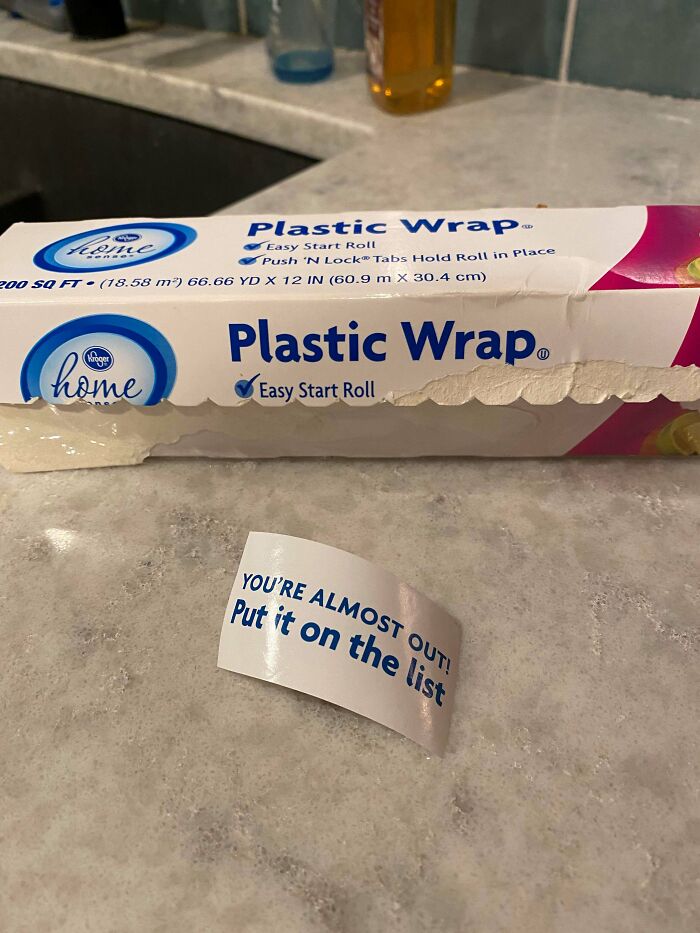 Kroger
home
sense®
Plastic Wrap Ⓤ
Easy Start Roll
Push 'N Lock® Tabs Hold Roll in Place
200 SQ FT • (18.58 m²) 66.66 YD X 12 IN (60.9 m X 30.4 cm)
Kroger
home
Plastic Wrap Ⓤ
Easy Start Roll
YOU'RE ALMOST OUT!
Put it on the list